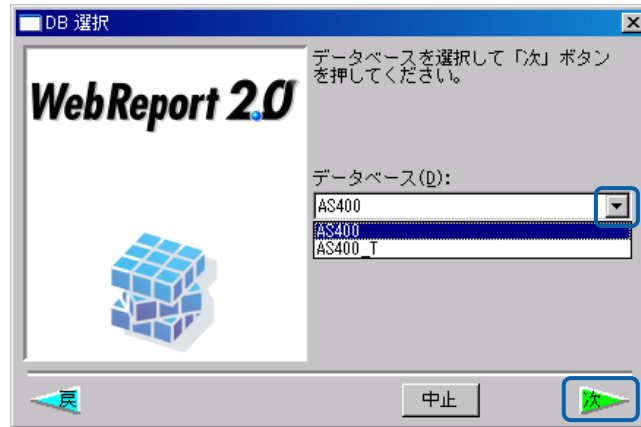 DB 選択
データベースを選択して「次」ボタン
を押してください。
WebReport 2.0
データベース(D):
AS400
AS400
AS400_T
戻
中止
次